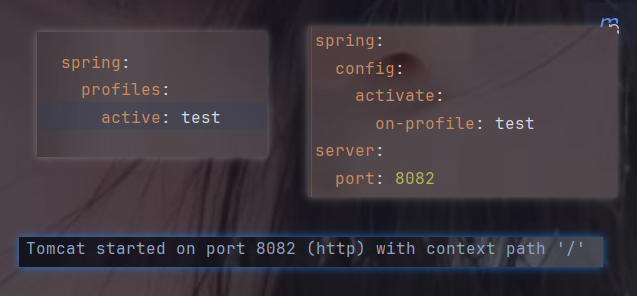 spring:
  profiles:
    active: test
spring:
  config:
    activate:
      on-profile: test
server:
  port: 8082
Tomcat started on port 8082 (http) with context path '/'